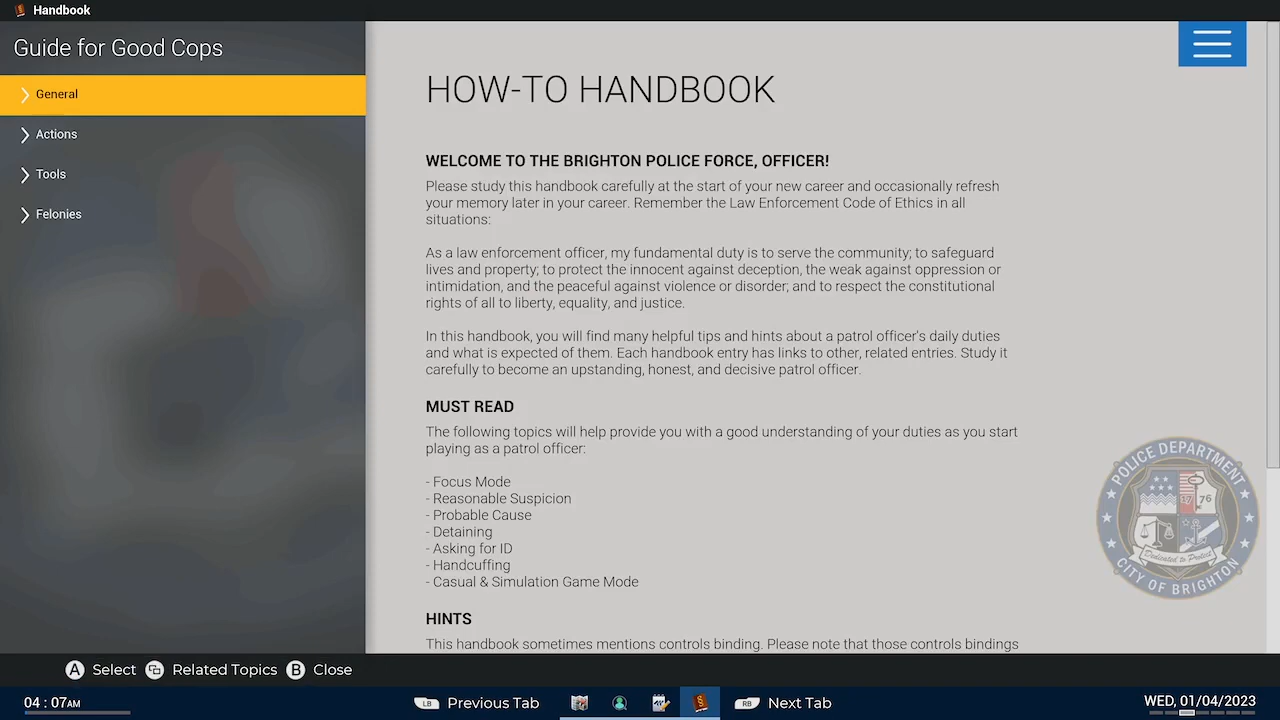 Handbook
Guide for Good Cops
General
Actions
Tools
Felonies
HOW-TO HANDBOOK
WELCOME TO THE BRIGHTON POLICE FORCE, OFFICER!
Please study this handbook carefully at the start of your new career and occasionally refresh
your memory later in your career. Remember the Law Enforcement Code of Ethics in all
situations:
As a law enforcement officer, my fundamental duty is to serve the community; to safeguard
lives and property; to protect the innocent against deception, the weak against oppression or
intimidation, and the peaceful against violence or disorder; and to respect the constitutional
rights of all to liberty, equality, and justice.
In this handbook, you will find many helpful tips and hints about a patrol officer's daily duties
and what is expected of them. Each handbook entry has links to other, related entries. Study it
carefully to become an upstanding, honest, and decisive patrol officer.
MUST READ
The following topics will help provide you with a good understanding of your duties as you start
playing as a patrol officer:
- Focus Mode
- Reasonable Suspicion
- Probable Cause
- Detaining
- Asking for ID
- Handcuffing
- Casual & Simulation Game Mode
HINTS
This handbook sometimes mentions controls binding. Please note that those controls bindings
POLICE DEPARTMENT
17 76
Dedicated to Protect
CITY OF BRIGHTON
A Select Related Topics B Close
04 : 07AM
LB Previous Tab RB Next Tab
WED, 01/04/2023